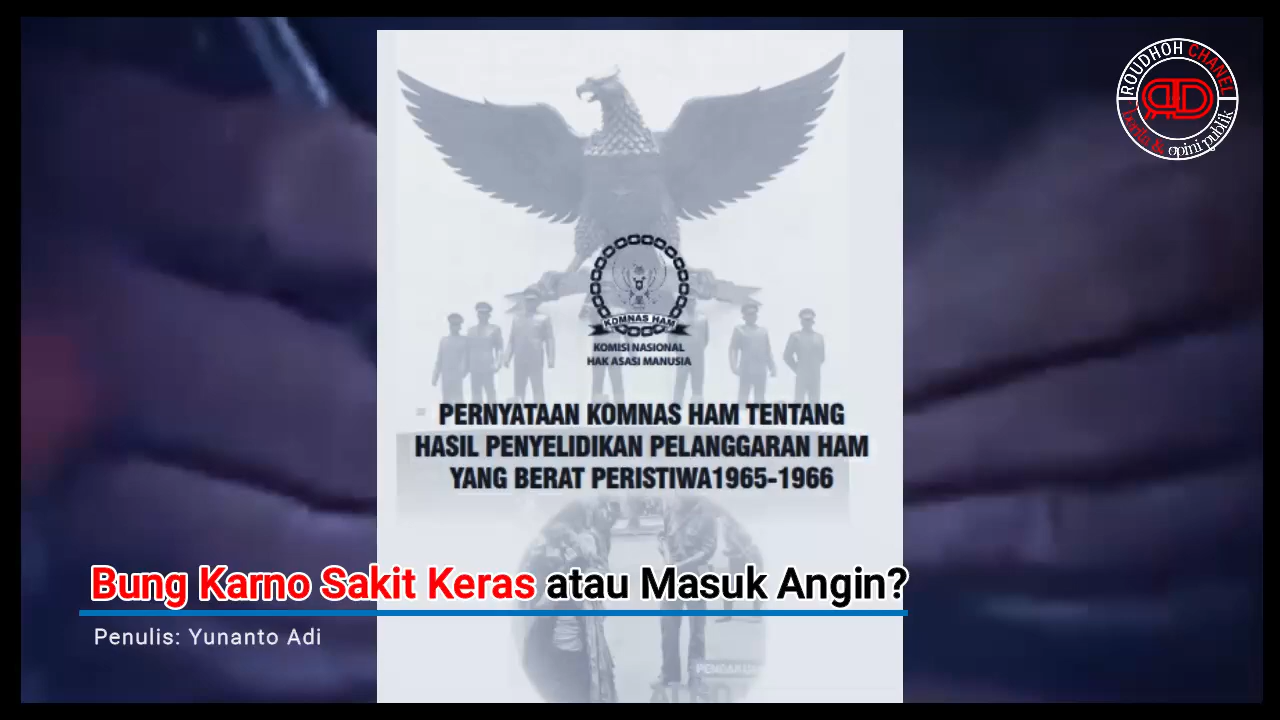 ROUDHOH CHANEL
berita & opini publik
KOMNAS HAM
KOMISI NASIONAL
HAK ASASI MANUSIA
PERNYATAAN KOMNAS HAM TENTANG
HASIL PENYELIDIKAN PELANGGARAN HAM
YANG BERAT PERISTIWA1965-1966
Bung Karno Sakit Keras atau Masuk Angin?
Penulis: Yunanto Adi